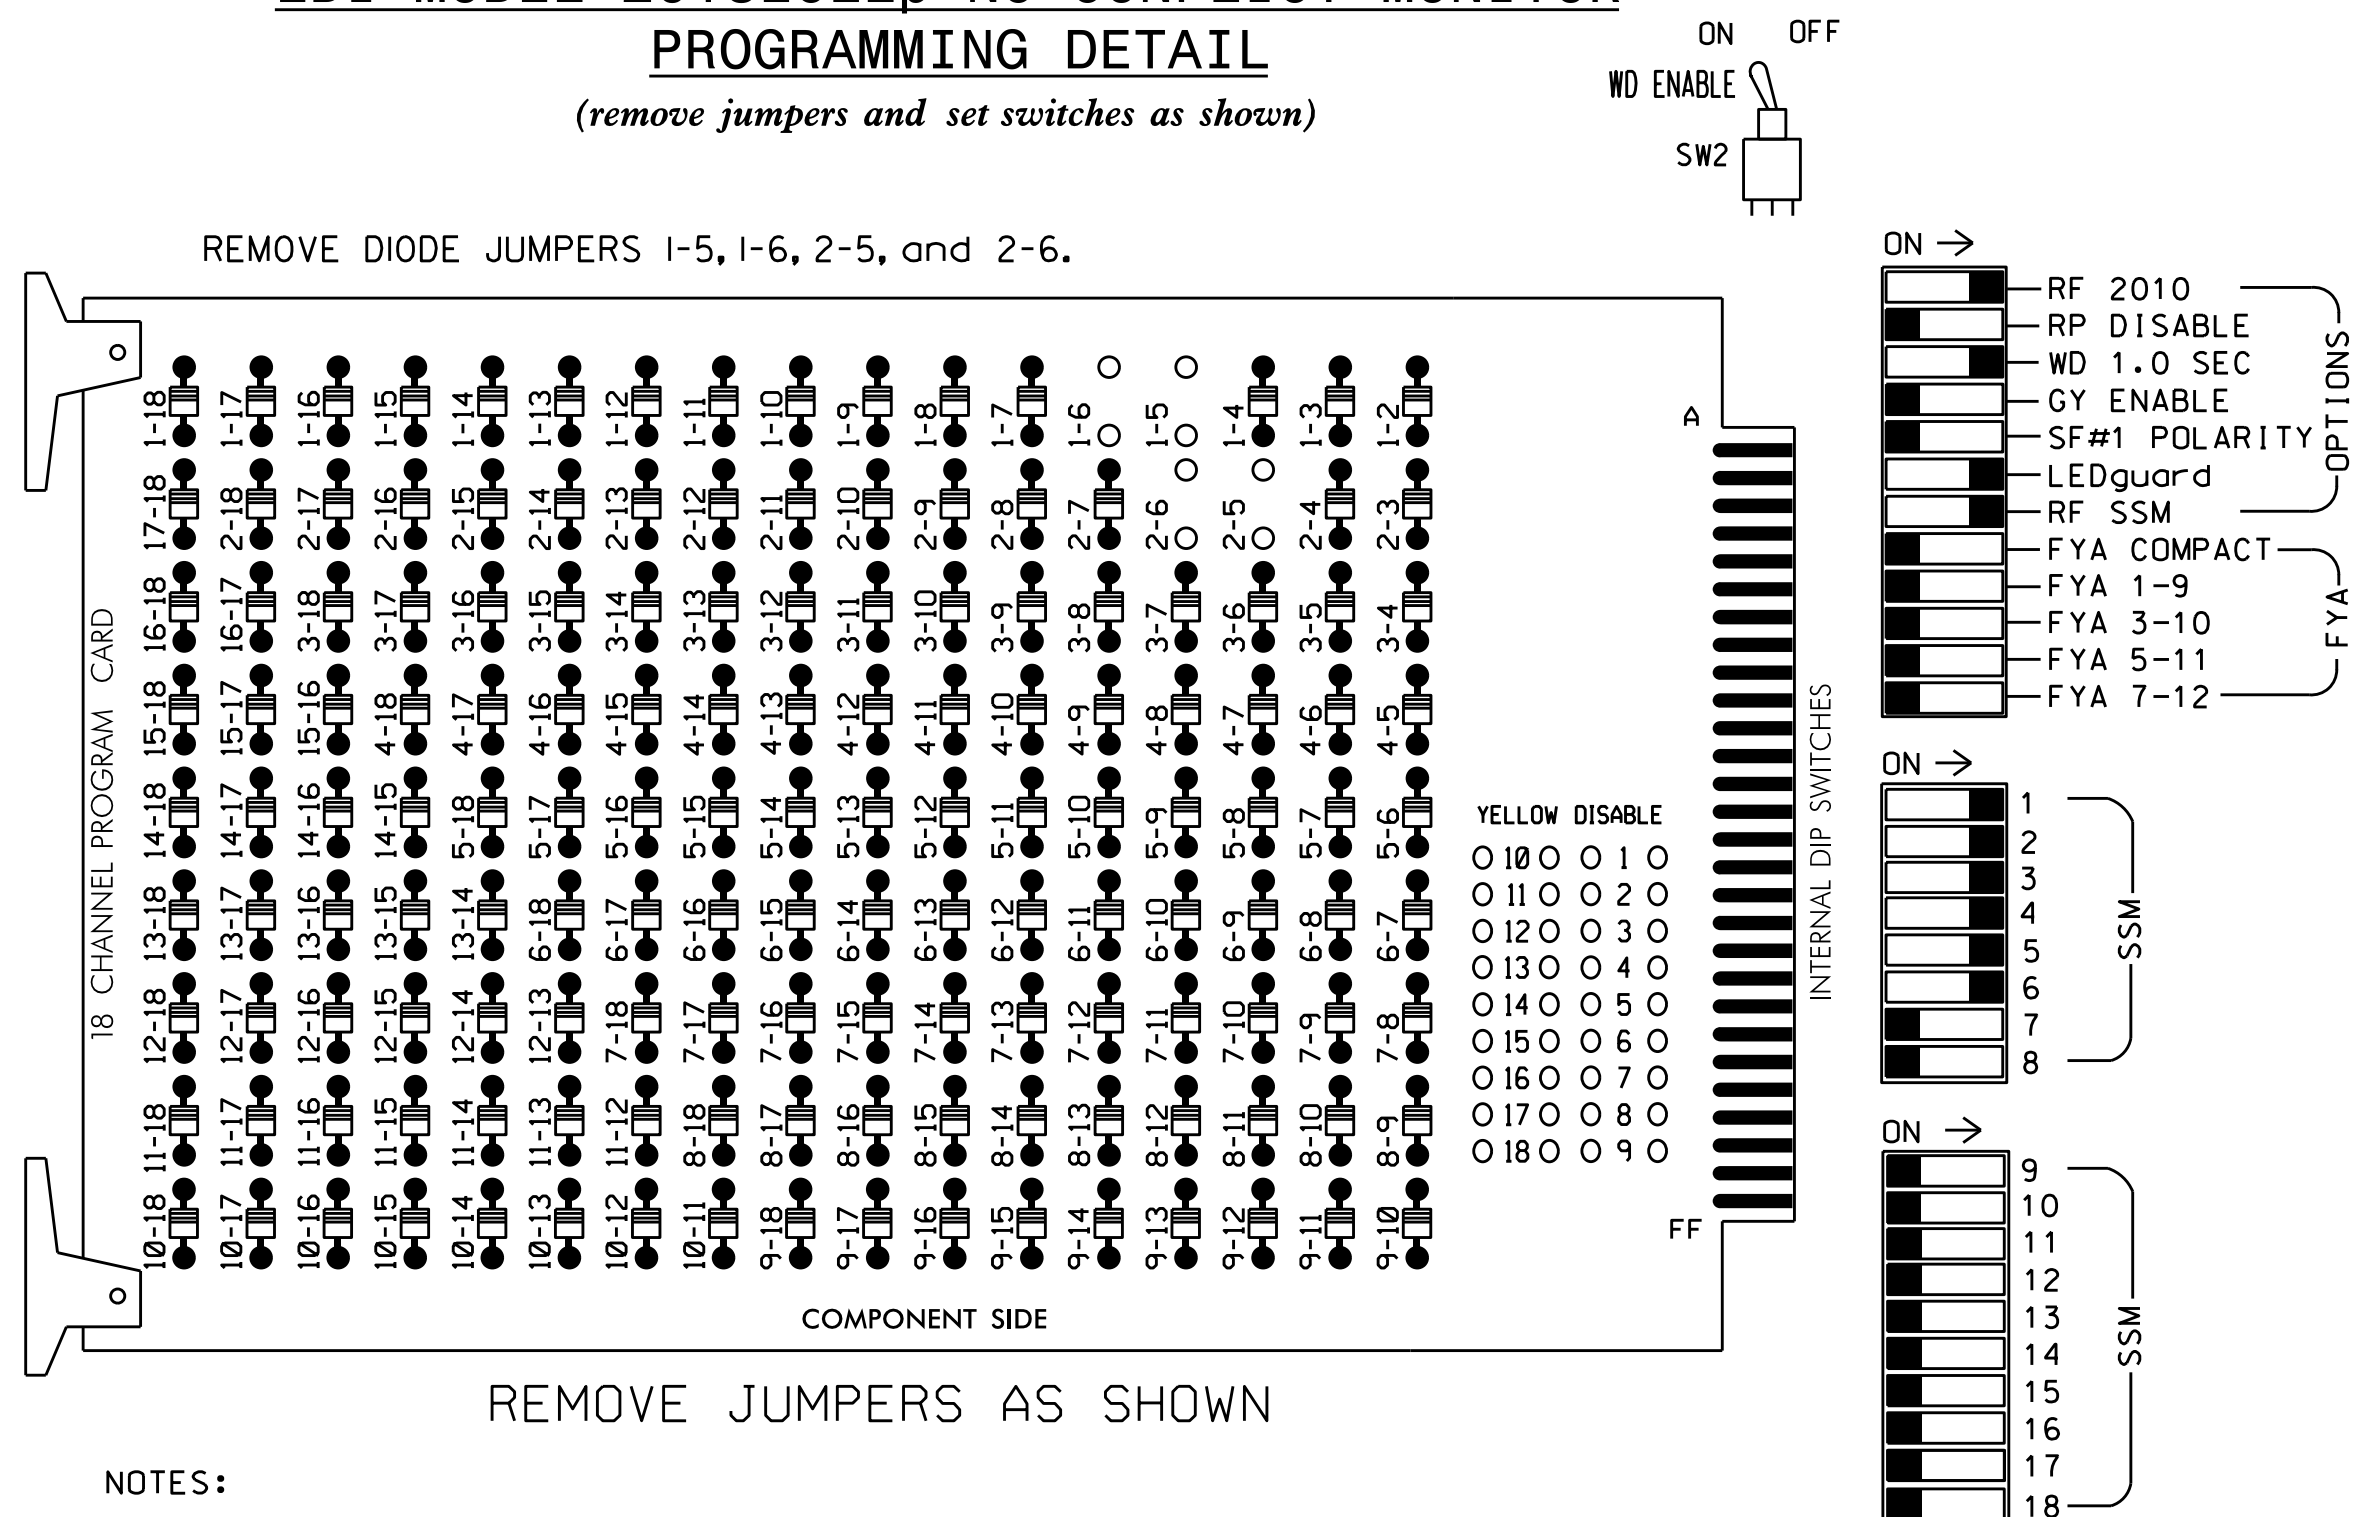 PROGRAMMING DETAIL
(remove jumpers and set switches as shown)
ON OFF
WD ENABLE
SW2
REMOVE DIODE JUMPERS 1-5, 1-6, 2-5, and 2-6.
18 CHANNEL PROGRAM CARD
1-18 1-17 1-16 1-15 1-14 1-13 1-12 1-11 1-10 1-9 1-8 1-7 1-6 1-5 1-4 1-3 1-2
17-18 2-18 2-17 2-16 2-15 2-14 2-13 2-12 2-11 2-10 2-9 2-8 2-7 2-6 2-5 2-4 2-3
16-18 16-17 3-18 3-17 3-16 3-15 3-14 3-13 3-12 3-11 3-10 3-9 3-8 3-7 3-6 3-5 3-4
15-18 15-17 15-16 4-18 4-17 4-16 4-15 4-14 4-13 4-12 4-11 4-10 4-9 4-8 4-7 4-6 4-5
14-18 14-17 14-16 14-15 5-18 5-17 5-16 5-15 5-14 5-13 5-12 5-11 5-10 5-9 5-8 5-7 5-6
13-18 13-17 13-16 13-15 13-14 6-18 6-17 6-16 6-15 6-14 6-13 6-12 6-11 6-10 6-9 6-8 6-7
12-18 12-17 12-16 12-15 12-14 12-13 7-18 7-17 7-16 7-15 7-14 7-13 7-12 7-11 7-10 7-9 7-8
11-18 11-17 11-16 11-15 11-14 11-13 11-12 8-18 8-17 8-16 8-15 8-14 8-13 8-12 8-11 8-10 8-9
10-18 10-17 10-16 10-15 10-14 10-13 10-12 10-11 9-18 9-17 9-16 9-15 9-14 9-13 9-12 9-11 9-10
YELLOW DISABLE
10 1
11 2
12 3
13 4
14 5
15 6
16 7
17 8
18 9
A
FF
COMPONENT SIDE
REMOVE JUMPERS AS SHOWN
NOTES:
INTERNAL DIP SWITCHES
ON →
RF 2010
RP DISABLE
WD 1.0 SEC
GY ENABLE
SF#1 POLARITY
LEDguard
RF SSM
OPTIONS
FYA COMPACT
FYA 1-9
FYA 3-10
FYA 5-11
FYA 7-12
FYA
ON →
1
2
3
4
5
6
7
8
SSM
ON →
9
10
11
12
13
14
15
16
17
18
SSM